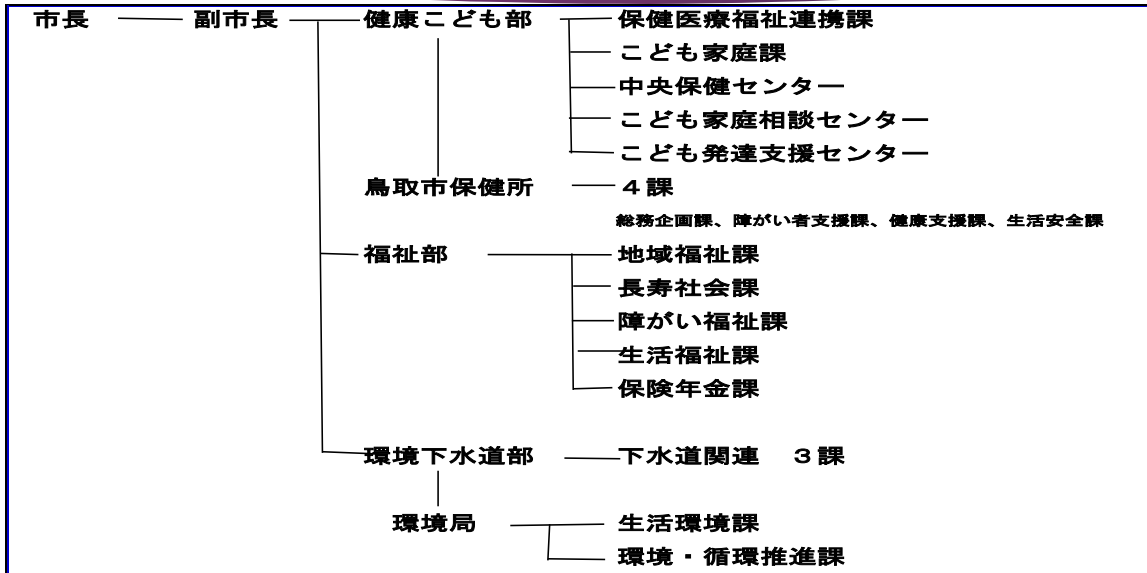 市長 副市長 健康こども部 保健医療福祉連携課
こども家庭課
中央保健センター
こども家庭相談センター
こども発達支援センター
鳥取市保健所 4課
総務企画課、障がい者支援課、健康支援課、生活安全課
福祉部 地域福祉課
長寿社会課
障がい福祉課
生活福祉課
保険年金課
環境下水道部 下水道関連 3課
環境局 生活環境課
環境・循環推進課